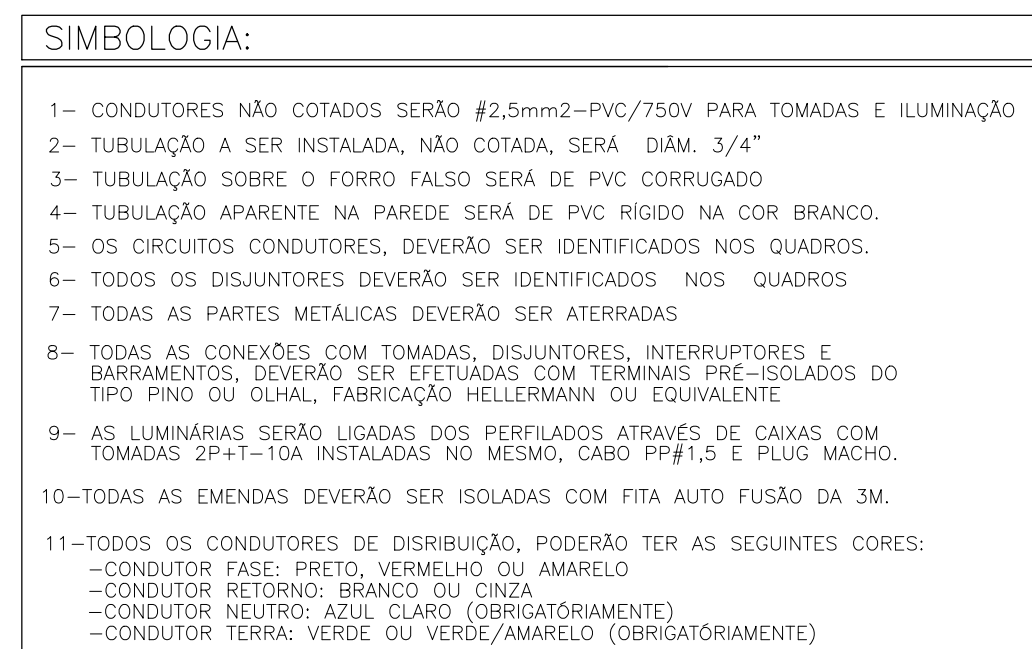 SIMBOLOGIA:
1- CONDUTORES NÃO COTADOS SERÃO #2,5mm2-PVC/750V PARA TOMADAS E ILUMINAÇÃO
2- TUBULAÇÃO A SER INSTALADA, NÃO COTADA, SERÁ DIÂM. 3/4"
3- TUBULAÇÃO SOBRE O FORRO FALSO SERÁ DE PVC CORRUGADO
4- TUBULAÇÃO APARENTE NA PAREDE SERÁ DE PVC RÍGIDO NA COR BRANCO.
5- OS CIRCUITOS CONDUTORES, DEVERÃO SER IDENTIFICADOS NOS QUADROS.
6- TODOS OS DISJUNTORES DEVERÃO SER IDENTIFICADOS NOS QUADROS
7- TODAS AS PARTES METÁLICAS DEVERÃO SER ATERRADAS
8- TODAS AS CONEXÕES COM TOMADAS, DISJUNTORES, INTERRUPTORES E
BARRAMENTOS, DEVERÃO SER EFETUADAS COM TERMINAIS PRÉ-ISOLADOS DO
TIPO PINO OU OLHAL, FABRICAÇÃO HELLERMANN OU EQUIVALENTE
9- AS LUMINÁRIAS SERÃO LIGADAS DOS PERFILADOS ATRAVÉS DE CAIXAS COM
TOMADAS 2P+T-10A INSTALADAS NO MESMO, CABO PP#1,5 E PLUG MACHO.
10-TODAS AS EMENDAS DEVERÃO SER ISOLADAS COM FITA AUTO FUSÃO DA 3M.
11-TODOS OS CONDUTORES DE DISRIBUIÇÃO, PODERÃO TER AS SEGUINTES CORES:
-CONDUTOR FASE: PRETO, VERMELHO OU AMARELO
-CONDUTOR RETORNO: BRANCO OU CINZA
-CONDUTOR NEUTRO: AZUL CLARO (OBRIGATÓRIAMENTE)
-CONDUTOR TERRA: VERDE OU VERDE/AMARELO (OBRIGATÓRIAMENTE)